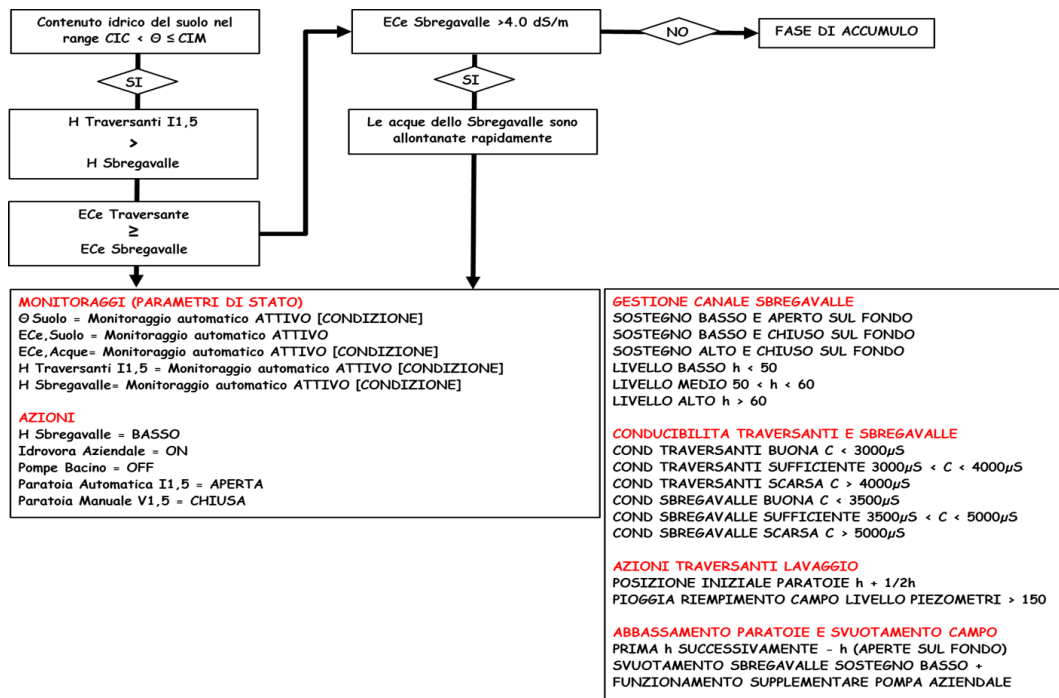 Contenuto idrico del suolo nel
range CIC < Θ ≤ CIM
SI
H Traversanti I1,5
>
H Sbregavalle
ECe Traversante
≥
ECe Sbregavalle
ECe Sbregavalle >4.0 dS/m
NO
FASE DI ACCUMULO
SI
Le acque dello Sbregavalle sono
allontanate rapidamente
MONITORAGGI (PARAMETRI DI STATO)
Θ Suolo = Monitoraggio automatico ATTIVO [CONDIZIONE]
ECe,Suolo = Monitoraggio automatico ATTIVO
ECe,Acque= Monitoraggio automatico ATTIVO [CONDIZIONE]
H Traversanti I1,5 = Monitoraggio automatico ATTIVO [CONDIZIONE]
H Sbregavalle= Monitoraggio automatico ATTIVO [CONDIZIONE]
AZIONI
H Sbregavalle = BASSO
Idrovora Aziendale = ON
Pompe Bacino = OFF
Paratoia Automatica I1,5 = APERTA
Paratoia Manuale V1,5 = CHIUSA
GESTIONE CANALE SBREGAVALLE
SOSTEGNO BASSO E APERTO SUL FONDO
SOSTEGNO BASSO E CHIUSO SUL FONDO
SOSTEGNO ALTO E CHIUSO SUL FONDO
LIVELLO BASSO h < 50
LIVELLO MEDIO 50 < h < 60
LIVELLO ALTO h > 60
CONDUCIBILITA TRAVERSANTI E SBREGAVALLE
COND TRAVERSANTI BUONA C < 3000µS
COND TRAVERSANTI SUFFICIENTE 3000µS < C < 4000µS
COND TRAVERSANTI SCARSA C > 4000µS
COND SBREGAVALLE BUONA C < 3500µS
COND SBREGAVALLE SUFFICIENTE 3500µS < C < 5000µS
COND SBREGAVALLE SCARSA C > 5000µS
AZIONI TRAVERSANTI LAVAGGIO
POSIZIONE INIZIALE PARATOIE h + 1/2h
PIOGGIA RIEMPIMENTO CAMPO LIVELLO PIEZOMETRI > 150
ABBASSAMENTO PARATOIE E SVUOTAMENTO CAMPO
PRIMA h SUCCESSIVAMENTE - h (APERTE SUL FONDO)
SVUOTAMENTO SBREGAVALLE SOSTEGNO BASSO +
FUNZIONAMENTO SUPPLEMENTARE POMPA AZIENDALE